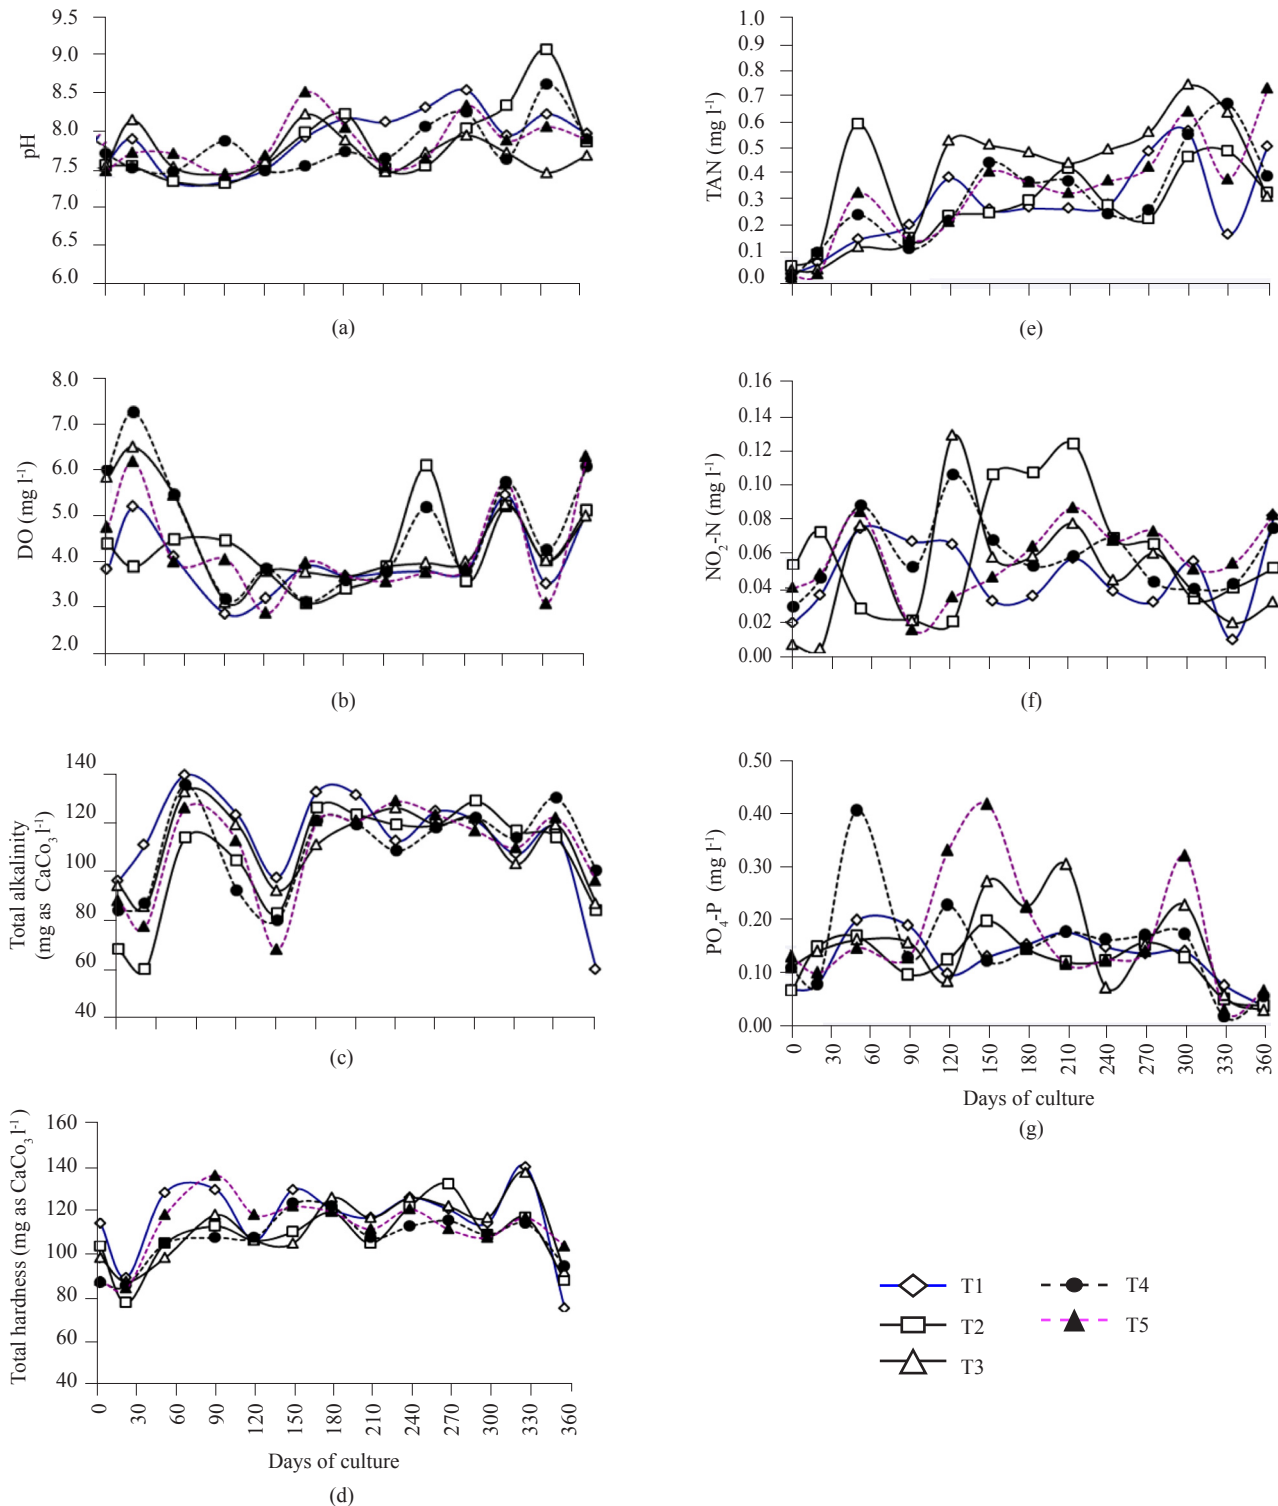 9.5
9.0
8.5
8.0
7.5
7.0
6.5
6.0
pH
(a)
8.0
7.0
6.0
5.0
4.0
3.0
2.0
DO (mg l-1)
(b)
140
120
100
80
60
40
Total alkalinity
(mg as CaCo3 l-1)
(c)
160
140
120
100
80
60
40
Total hardness (mg as CaCo3 l-1)
0 30 60 90 120 150 180 210 240 270 300 330 360
Days of culture
(d)
1.0
0.9
0.8
0.7
0.6
0.5
0.4
0.3
0.2
0.1
0.0
TAN (mg l-1)
(e)
0.16
0.14
0.12
0.10
0.08
0.06
0.04
0.02
0.00
NO2-N (mg l-1)
(f)
0.50
0.40
0.30
0.20
0.10
0.00
PO4-P (mg l-1)
0 30 60 90 120 150 180 210 240 270 300 330 360
Days of culture
(g)
T1
T2
T3
T4
T5